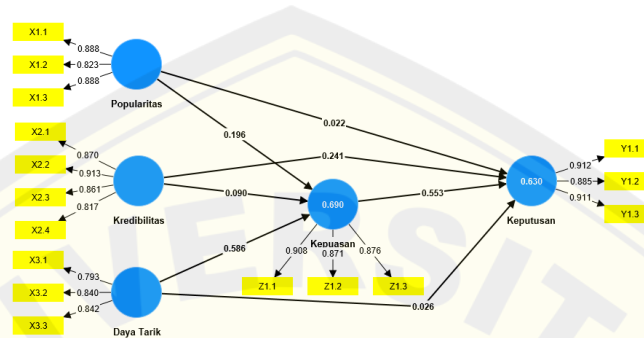 X1.1
0.888
X1.2
0.823
X1.3
0.888
Popularitas
0.022
0.196
X2.1
0.870
X2.2
0.913
X2.3
0.861
X2.4
0.817
Kredibilitas
0.241
0.090
0.690
Kepuasan
0.553
0.630
Keputusan
0.912
Y1.1
0.885
Y1.2
0.911
Y1.3
0.586
0.908
0.871
0.876
Z1.1
Z1.2
Z1.3
X3.1
0.793
X3.2
0.840
X3.3
0.842
Daya Tarik
0.026
VERSIT